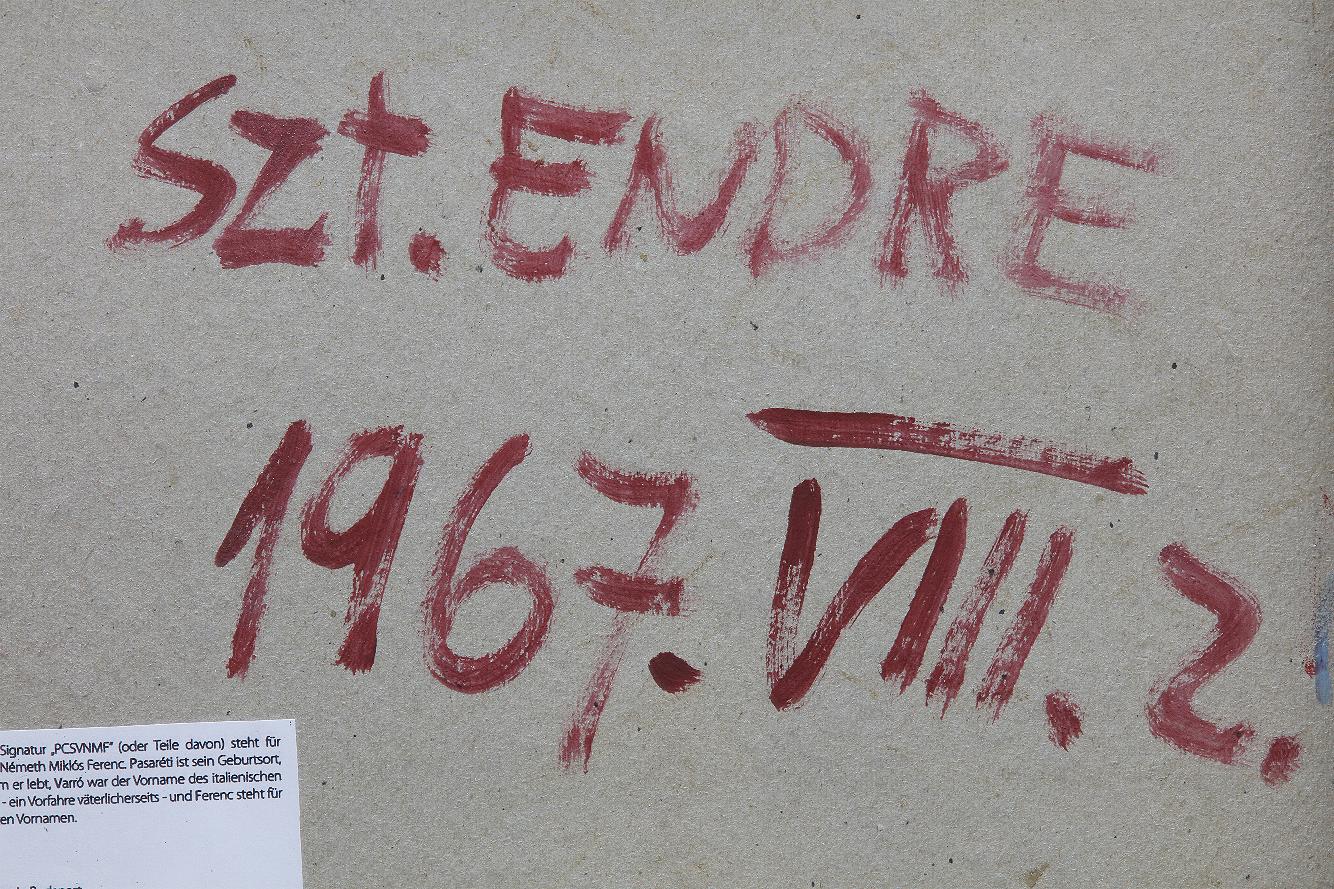 Szt. ENDRE
1967. VIII. 2.
Signatur „PCSVNMF" (oder Teile davon) steht für
Németh Miklós Ferenc. Pasaréti ist sein Geburtsort,
er lebt, Varró war der Vorname des italienischen
- ein Vorfahre väterlicherseits - und Ferenc steht für
Vornamen.